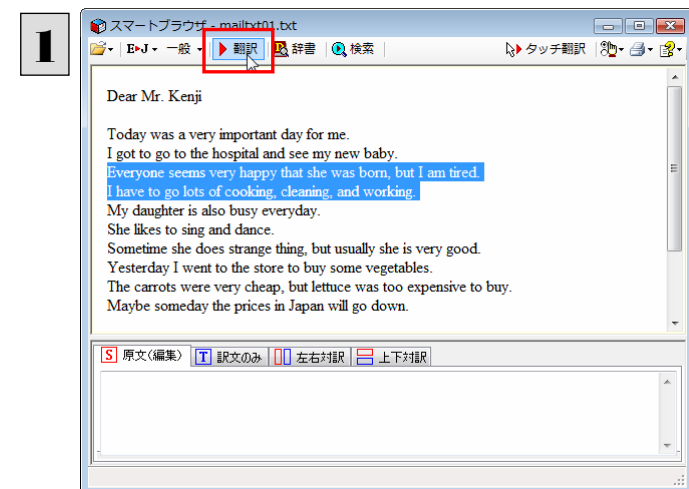 1
スマートブラウザ - mailtxt01.txt
E▸J 一般 翻訳 辞書 検索 タッチ翻訳
Dear Mr. Kenji
Today was a very important day for me.
I got to go to the hospital and see my new baby.
Everyone seems very happy that she was born, but I am tired.
I have to go lots of cooking, cleaning, and working.
My daughter is also busy everyday.
She likes to sing and dance.
Sometime she does strange thing, but usually she is very good.
Yesterday I went to the store to buy some vegetables.
The carrots were very cheap, but lettuce was too expensive to buy.
Maybe someday the prices in Japan will go down.
S 原文(編集) T 訳文のみ 左右対訳 上下対訳